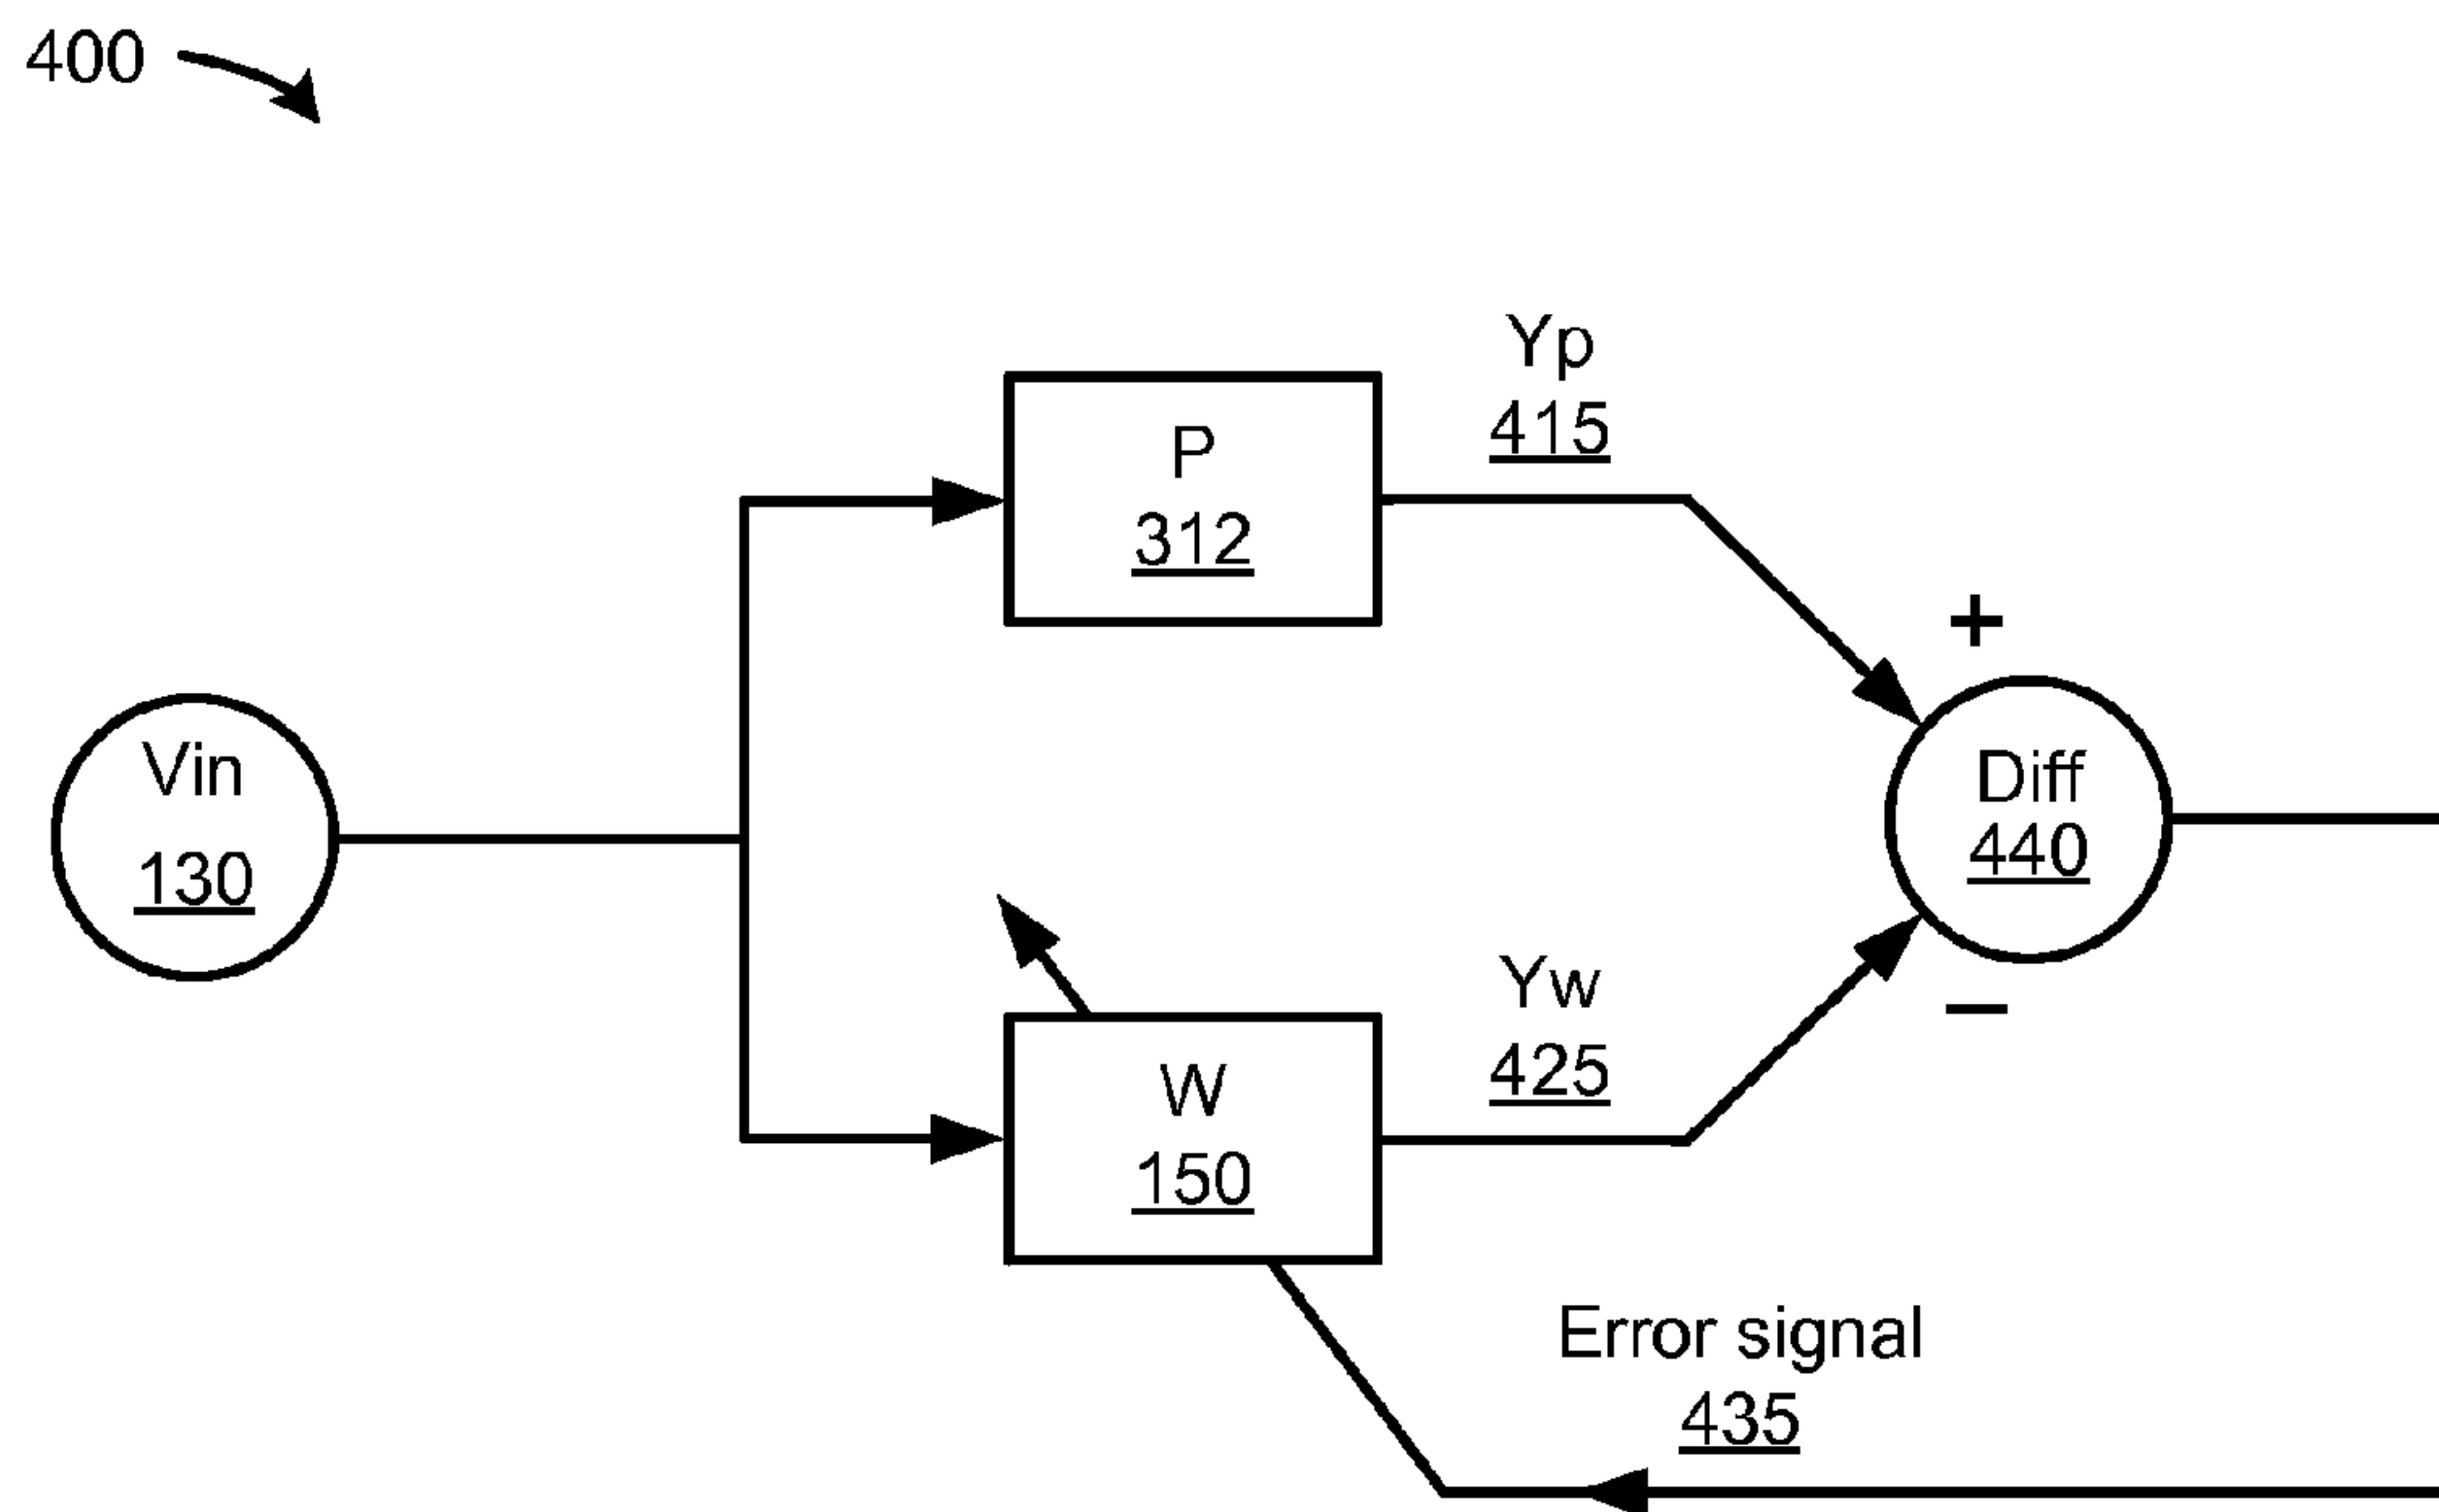 400
Yp
415
P
312
+
Vin
130
Diff
440
Yw
425
−
W
150
Error signal
435